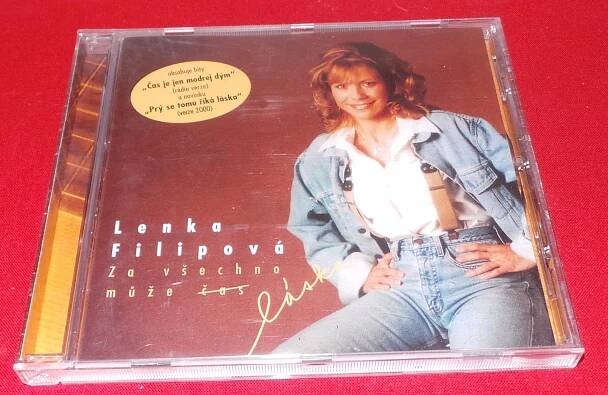 obsahuje hity:
„Čas je jen modrej dým“
(rádio verze)
a novinku
„Prý se tomu říká láska“
(verze 2000)
Lenka
Filipová
Za všechno
může čas
láska